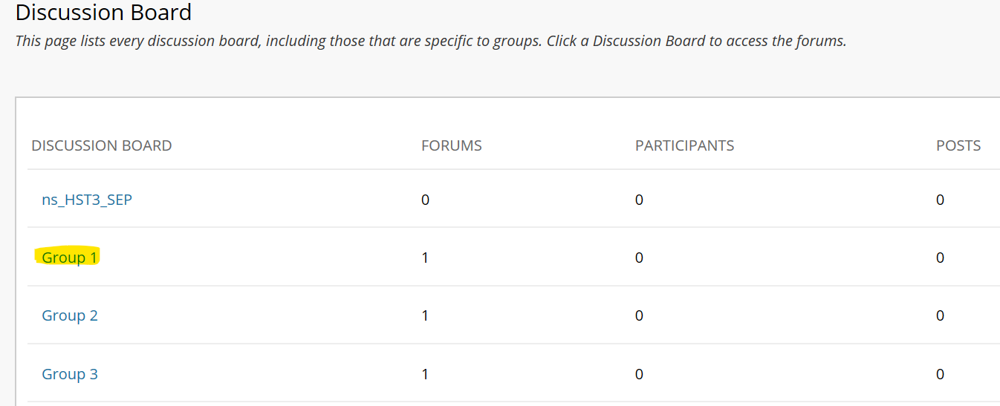 Discussion Board
This page lists every discussion board, including those that are specific to groups. Click a Discussion Board to access the forums.
DISCUSSION BOARD FORUMS PARTICIPANTS POSTS
ns_HST3_SEP 0 0 0
Group 1 1 0 0
Group 2 1 0 0
Group 3 1 0 0